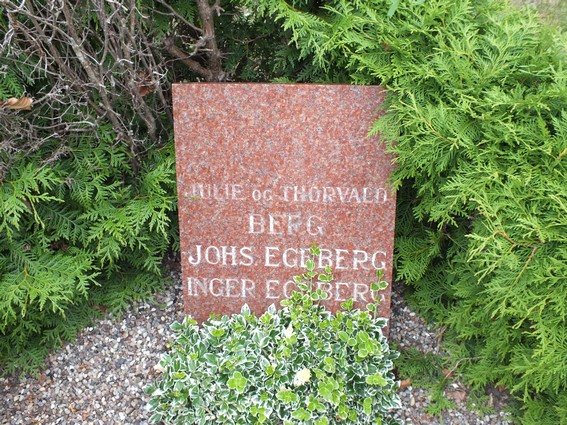 JULIE OG THORVALD
BERG
JOHS. EGEBERG
INGER EGEBERG